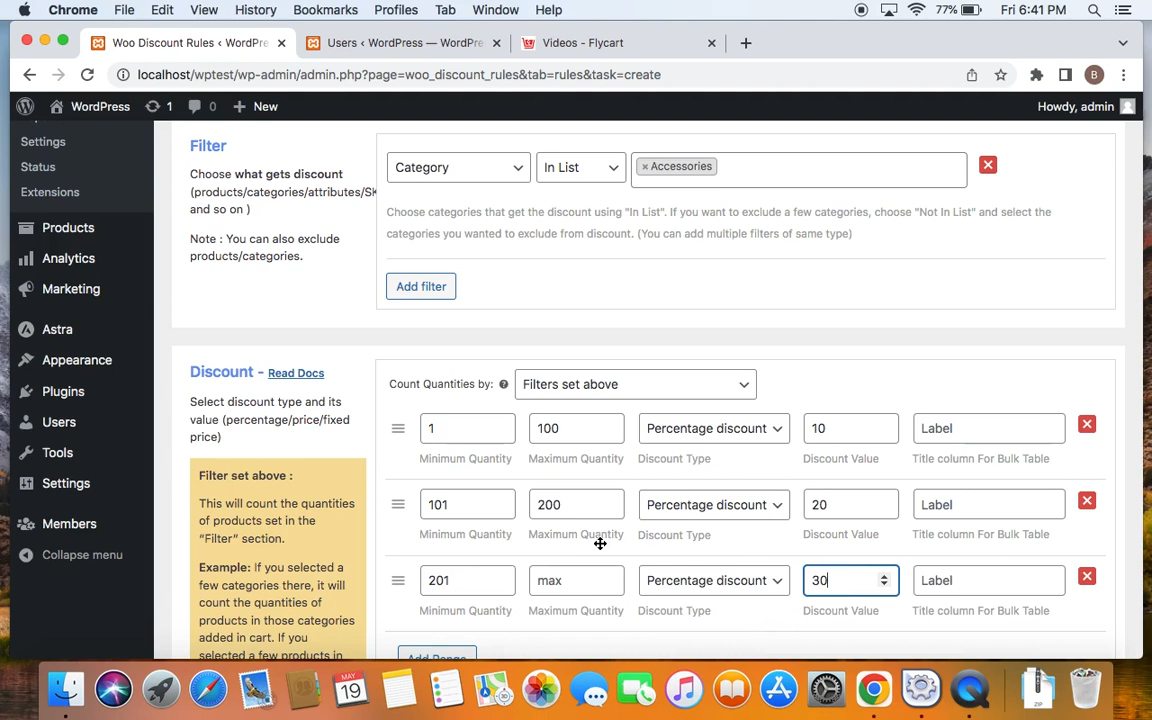 Chrome File Edit View History Bookmarks Profiles Tab Window Help 77% Fri 6:41 PM
Woo Discount Rules ‹ WordPre Users ‹ WordPress — WordPre Videos - Flycart
localhost/wptest/wp-admin/admin.php?page=woo_discount_rules&tab=rules&task=create B
WordPress 1 0 New Howdy, admin
Settings
Status
Extensions
Products
Analytics
Marketing
Astra
Appearance
Plugins
Users
Tools
Settings
Members
Collapse menu
Filter
Choose what gets discount
(products/categories/attributes/SK
and so on )
Note : You can also exclude
products/categories.
Category In List × Accessories
Choose categories that get the discount using "In List". If you want to exclude a few categories, choose "Not In List" and select the
categories you wanted to exclude from discount. (You can add multiple filters of same type)
Add filter
Discount - Read Docs
Select discount type and its
value (percentage/price/fixed
price)
Filter set above :
This will count the quantities
of products set in the
“Filter” section.
Example: If you selected a
few categories there, it will
count the quantities of
products in those categories
added in cart. If you
selected a few products in
Count Quantities by: Filters set above
1 100 Percentage discount 10 Label
Minimum Quantity Maximum Quantity Discount Type Discount Value Title column For Bulk Table
101 200 Percentage discount 20 Label
Minimum Quantity Maximum Quantity Discount Type Discount Value Title column For Bulk Table
201 max Percentage discount 30 Label
Minimum Quantity Maximum Quantity Discount Type Discount Value Title column For Bulk Table
Add Range
MAY
19
ZIP